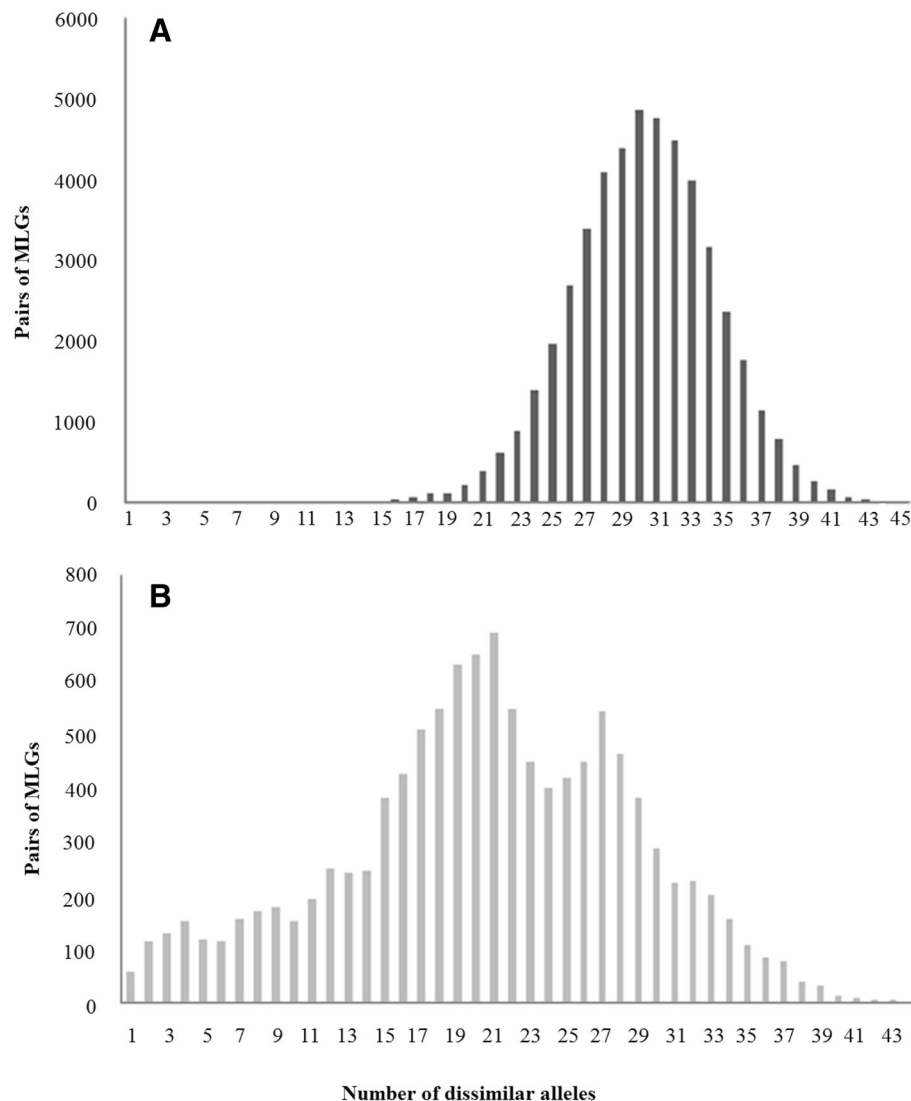 A
6000
5000
4000
3000
2000
1000
0
Pairs of MLGs
1 3 5 7 9 11 13 15 17 19 21 23 25 27 29 31 33 35 37 39 41 43 45
B
800
700
600
500
400
300
200
100
0
Pairs of MLGs
1 3 5 7 9 11 13 15 17 19 21 23 25 27 29 31 33 35 37 39 41 43
Number of dissimilar alleles